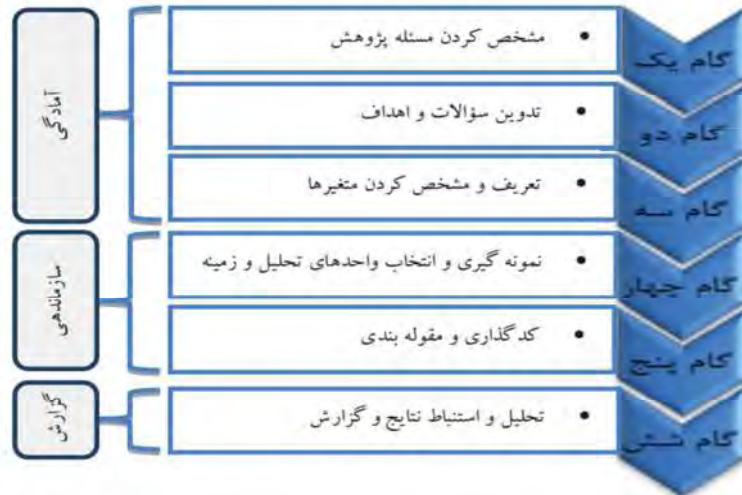 گام یک
مشخص کردن مسئله پژوهش
گام دو
تدوین سؤالات و اهداف
گام سه
تعریف و مشخص کردن متغیرها
آمادگی
گام چهار
نمونه گیری و انتخاب واحدهای تحلیل و زمینه
گام پنج
کدگذاری و مقوله بندی
سازماندهی
گام شش
تحلیل و استنباط نتایج و گزارش
گزارش